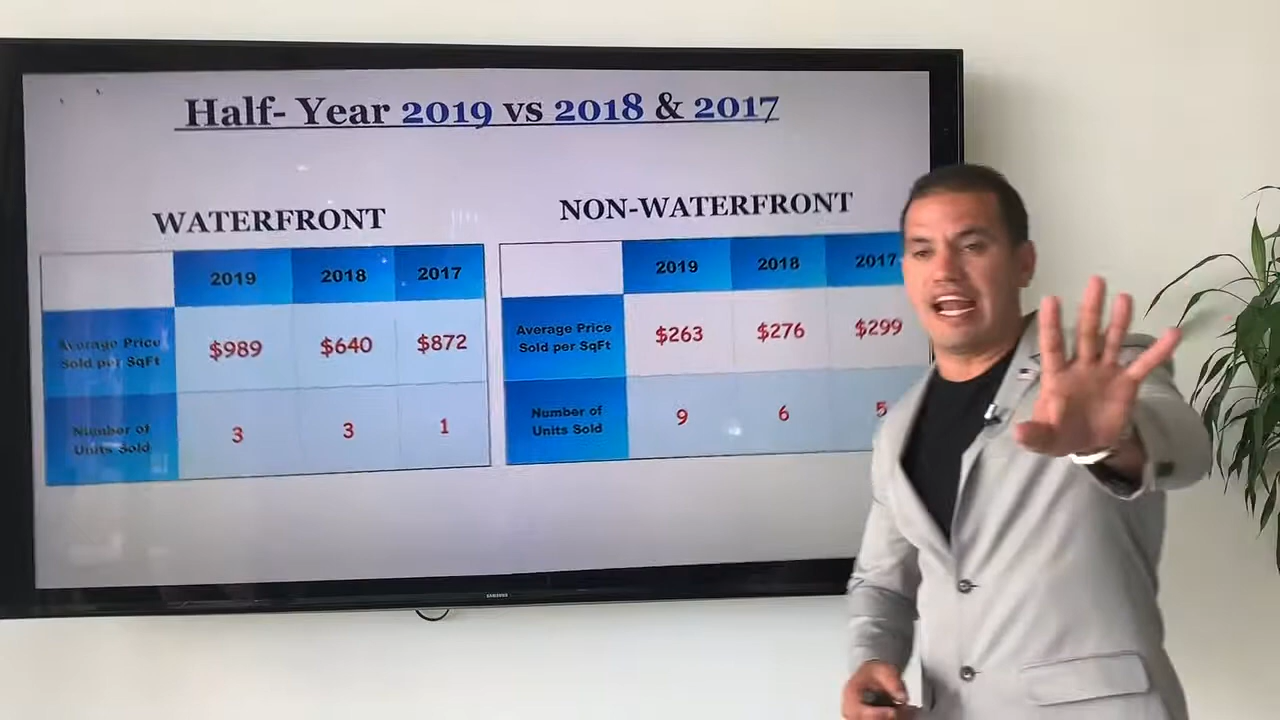 Half- Year 2019 vs 2018 & 2017
WATERFRONT
2019 2018 2017
Average Price
Sold per SqFt
$989 $640 $872
Number of
Units Sold
3 3 1
NON-WATERFRONT
2019 2018 2017
Average Price
Sold per SqFt
$263 $276 $299
Number of
Units Sold
9 6 5
SAMSUNG